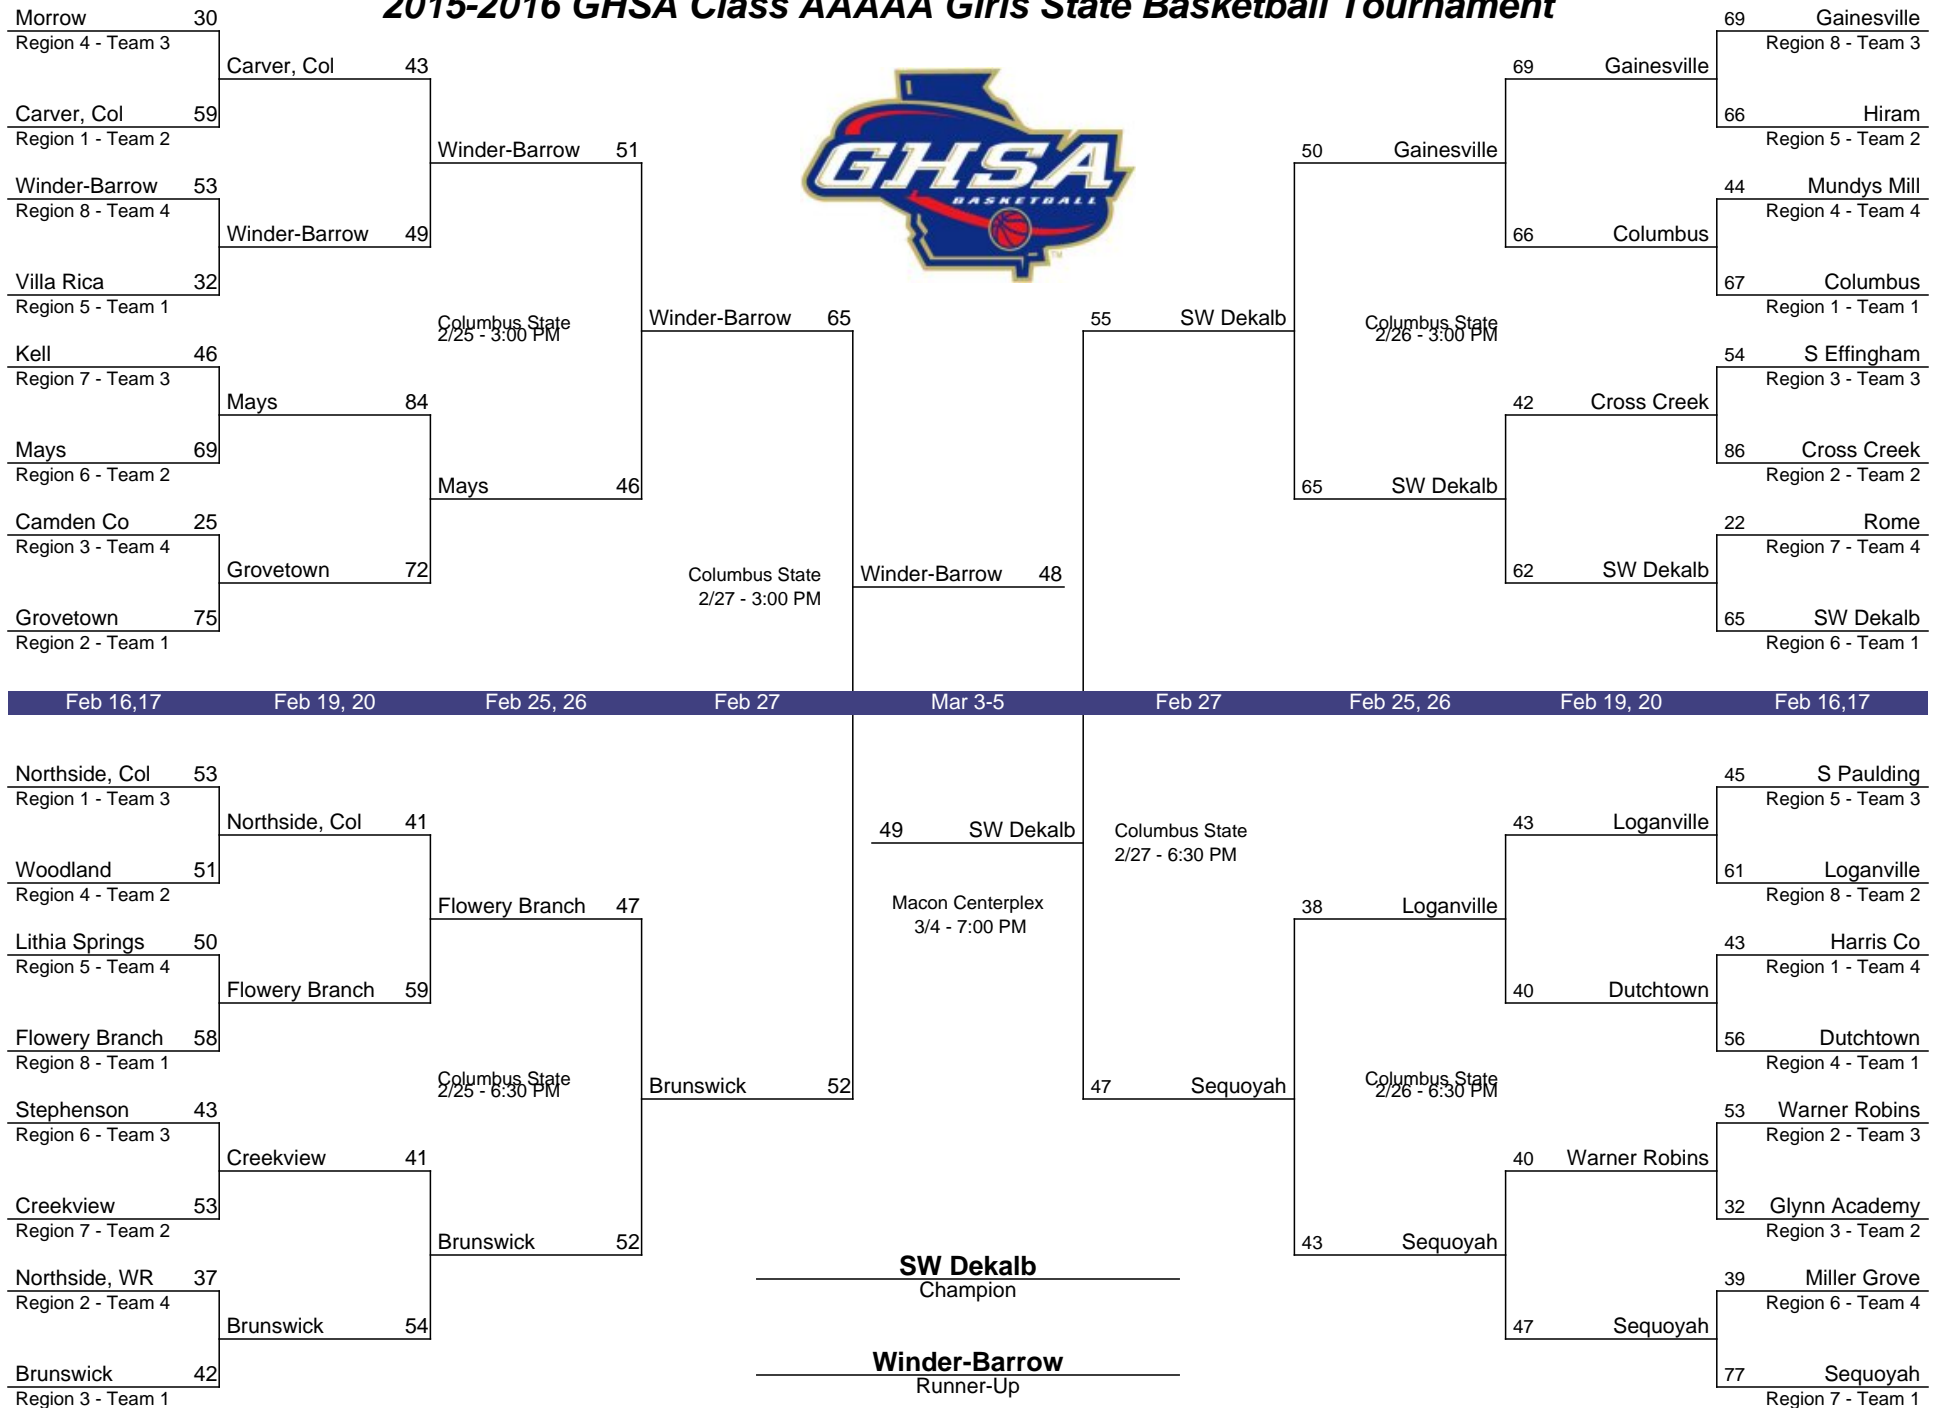 2015-2016 GHSA Class AAAAA Girls State Basketball Tournament
GHSA
BASKETBALL
TM
Morrow 30
Region 4 - Team 3
Carver, Col 43
Carver, Col 59
Region 1 - Team 2
Winder-Barrow 51
Winder-Barrow 53
Region 8 - Team 4
Winder-Barrow 49
Villa Rica 32
Region 5 - Team 1
Columbus State
2/25 - 3:00 PM
Winder-Barrow 65
Kell 46
Region 7 - Team 3
Mays 84
Mays 69
Region 6 - Team 2
Mays 46
Camden Co 25
Region 3 - Team 4
Grovetown 72
Grovetown 75
Region 2 - Team 1
Columbus State
2/27 - 3:00 PM
Winder-Barrow 48
69 Gainesville
Region 8 - Team 3
69 Gainesville
66 Hiram
Region 5 - Team 2
50 Gainesville
44 Mundys Mill
Region 4 - Team 4
66 Columbus
67 Columbus
Region 1 - Team 1
55 SW Dekalb
Columbus State
2/26 - 3:00 PM
54 S Effingham
Region 3 - Team 3
42 Cross Creek
86 Cross Creek
Region 2 - Team 2
65 SW Dekalb
22 Rome
Region 7 - Team 4
62 SW Dekalb
65 SW Dekalb
Region 6 - Team 1
Feb 16,17 Feb 19, 20 Feb 25, 26 Feb 27 Mar 3-5 Feb 27 Feb 25, 26 Feb 19, 20 Feb 16,17
Northside, Col 53
Region 1 - Team 3
Northside, Col 41
Woodland 51
Region 4 - Team 2
Flowery Branch 47
Lithia Springs 50
Region 5 - Team 4
Flowery Branch 59
Flowery Branch 58
Region 8 - Team 1
Columbus State
2/25 - 6:30 PM
Brunswick 52
Stephenson 43
Region 6 - Team 3
Creekview 41
Creekview 53
Region 7 - Team 2
Brunswick 52
Northside, WR 37
Region 2 - Team 4
Brunswick 54
Brunswick 42
Region 3 - Team 1
49 SW Dekalb
Macon Centerplex
3/4 - 7:00 PM
Columbus State
2/27 - 6:30 PM
45 S Paulding
Region 5 - Team 3
43 Loganville
61 Loganville
Region 8 - Team 2
38 Loganville
43 Harris Co
Region 1 - Team 4
40 Dutchtown
56 Dutchtown
Region 4 - Team 1
47 Sequoyah
Columbus State
2/26 - 6:30 PM
53 Warner Robins
Region 2 - Team 3
40 Warner Robins
32 Glynn Academy
Region 3 - Team 2
43 Sequoyah
39 Miller Grove
Region 6 - Team 4
47 Sequoyah
77 Sequoyah
Region 7 - Team 1
SW Dekalb
Champion
Winder-Barrow
Runner-Up